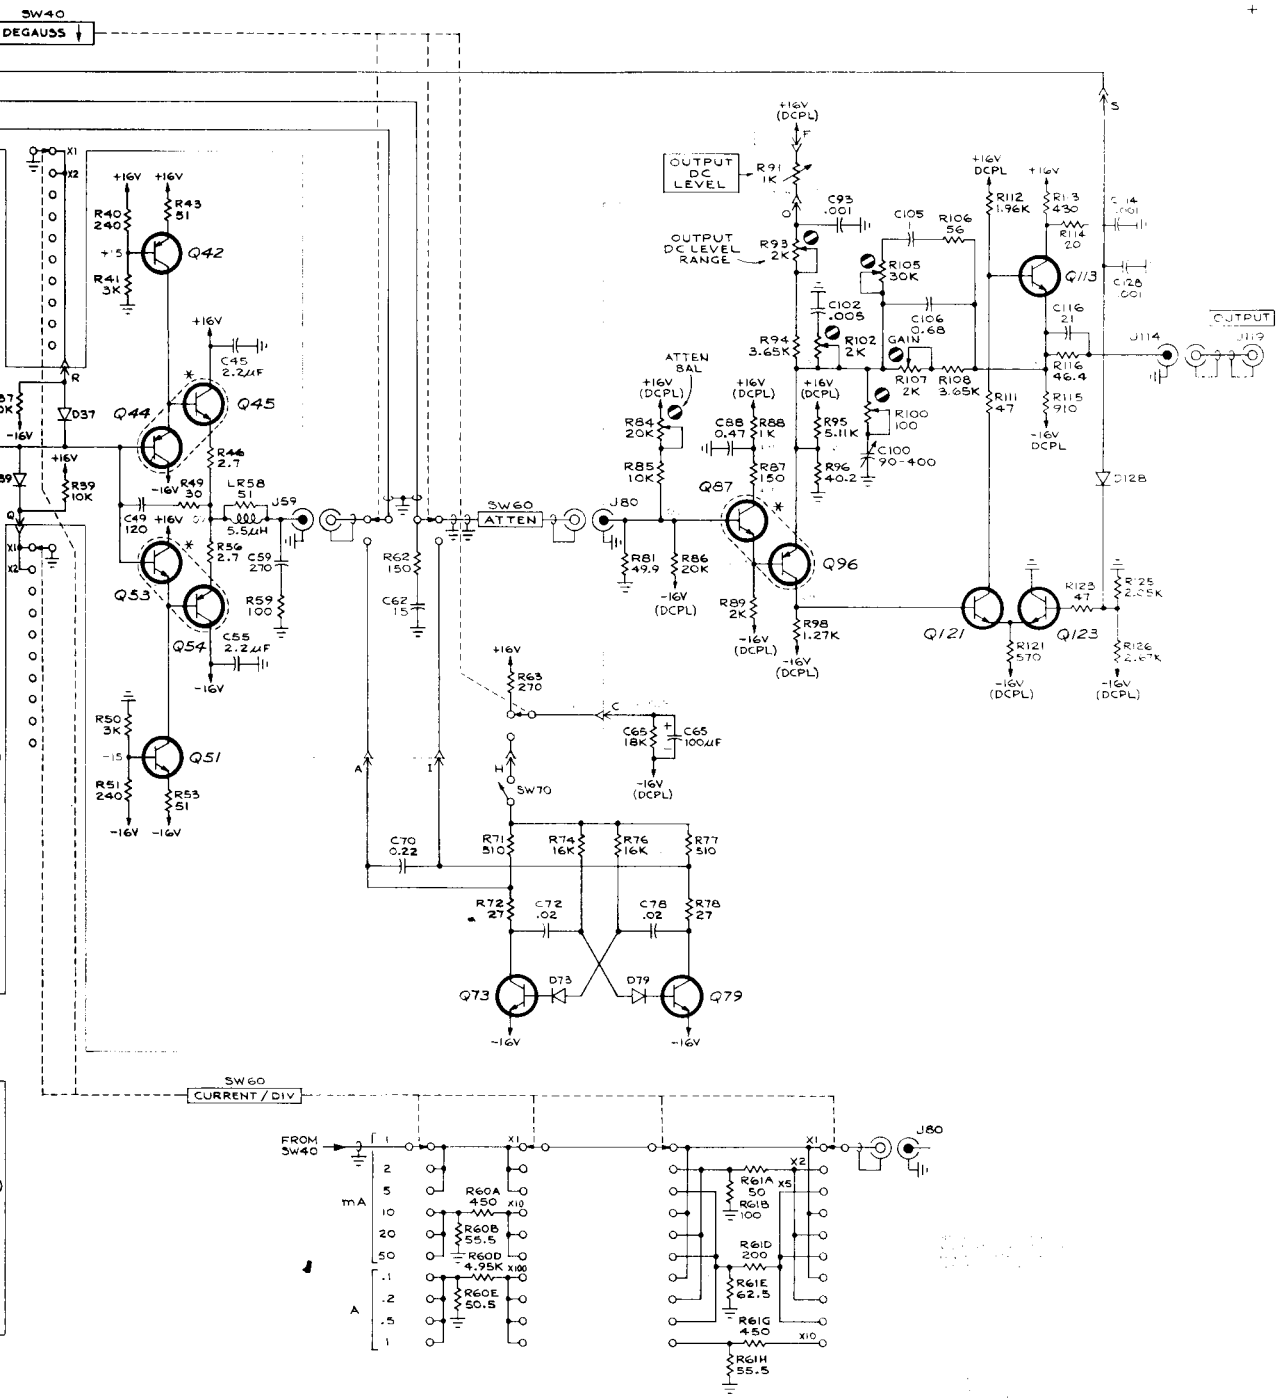 SW40
DEGAUSS
S
+16V
(DCPL)
F
OUTPUT
DC
LEVEL
R91
1K
X1
X2
+16V
+16V
R40
240
R43
51
+15
Q42
R41
3K
O
C93
.001
OUTPUT
DC LEVEL
RANGE
R93
2K
C105
R106
56
R105
30K
+16V
DCPL
+16V
R112
1.96K
R113
430
R114
20
C114
.001
Q113
C128
.001
+16V
C45
2.2µF
C102
.005
C106
0.68
C116
21
OUTPUT
R94
3.65K
R102
2K
GAIN
J114
J119
R
ATTEN
BAL
R107
2K
R108
3.65K
R116
46.4
*
D37
-16V
Q44
Q45
+16V
(DCPL)
+16V
(DCPL)
+16V
(DCPL)
R84
20K
C88
0.47
R88
1K
R95
5.11K
R100
100
R111
47
R115
910
-16V
DCPL
+16V
R46
2.7
R85
10K
R87
150
R96
40.2
C100
90-400
R39
10K
-16V
R49
30
LR58
51
J59
Q87
*
D128
Q
C49
120
+16V
5.5µH
SW60
ATTEN
J80
X1
X2
*
R56
2.7
C59
270
R62
150
R81
49.9
R86
20K
Q96
Q53
R59
100
C62
15
-16V
(DCPL)
R89
2K
R123
47
R125
2.05K
Q54
C55
2.2µF
-16V
(DCPL)
R98
1.27K
Q121
Q123
R121
570
R126
2.67K
-16V
+16V
-16V
(DCPL)
-16V
(DCPL)
-16V
(DCPL)
R63
270
R50
3K
C
C65
18K
+
-
C65
100µF
-15
Q51
A
I
H
SW70
-16V
(DCPL)
R51
240
R53
51
-16V
-16V
C70
0.22
R71
510
R74
16K
R76
16K
R77
510
R72
27
C72
.02
C78
.02
R78
27
Q73
D73
D79
Q79
-16V
-16V
SW60
CURRENT/DIV
FROM
SW40
1
X1
X1
J80
2
X2
R61A
50
5
X5
R60A
450
R61B
100
mA
10
X10
R60B
55.5
20
R61D
200
50
R60D
4.95K
X100
.1
R61E
62.5
R60E
50.5
.2
A
R61G
450
.5
1
X10
R61H
55.5